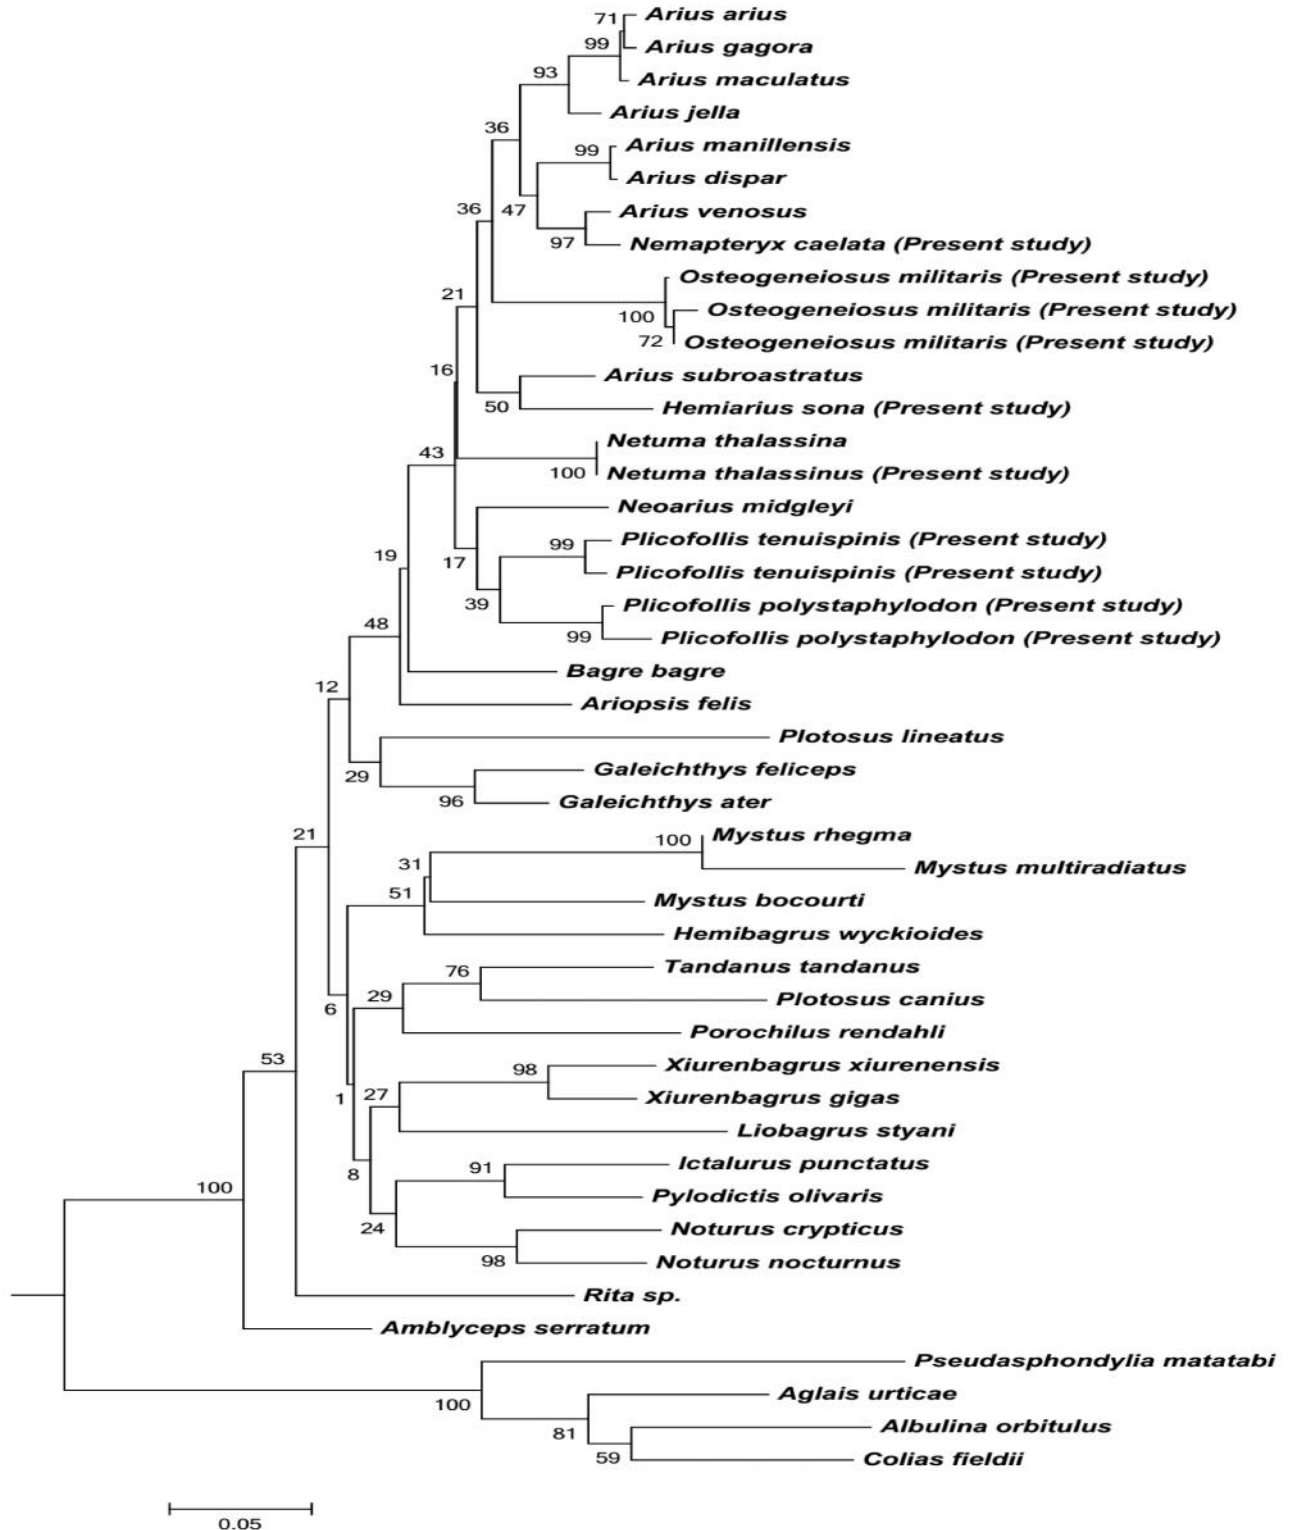 71
Arius arius
99
Arius gagora
93
Arius maculatus
Arius jella
36
Arius manillensis
99
Arius dispar
36
47
Arius venosus
97
Nemapteryx caelata (Present study)
Osteogeneiosus militaris (Present study)
21
100
Osteogeneiosus militaris (Present study)
72
Osteogeneiosus militaris (Present study)
16
Arius subroastratus
50
Hemiarius sona (Present study)
Netuma thalassina
43
100
Netuma thalassinus (Present study)
Neoarius midgleyi
99
Plicofollis tenuispinis (Present study)
19
17
Plicofollis tenuispinis (Present study)
39
Plicofollis polystaphylodon (Present study)
48
99
Plicofollis polystaphylodon (Present study)
Bagre bagre
12
Ariopsis felis
Plotosus lineatus
29
Galeichthys feliceps
96
Galeichthys ater
21
100
Mystus rhegma
31
Mystus multiradiatus
51
Mystus bocourti
Hemibagrus wyckioides
76
Tandanus tandanus
6
29
Plotosus canius
Porochilus rendahli
53
98
Xiurenbagrus xiurenensis
1
27
Xiurenbagrus gigas
Liobagrus styani
8
91
Ictalurus punctatus
100
Pylodictis olivaris
24
Noturus crypticus
98
Noturus nocturnus
Rita sp.
Amblyceps serratum
Pseudasphondylia matatabi
100
Aglais urticae
81
Albulina orbitulus
59
Colias fieldii
0.05